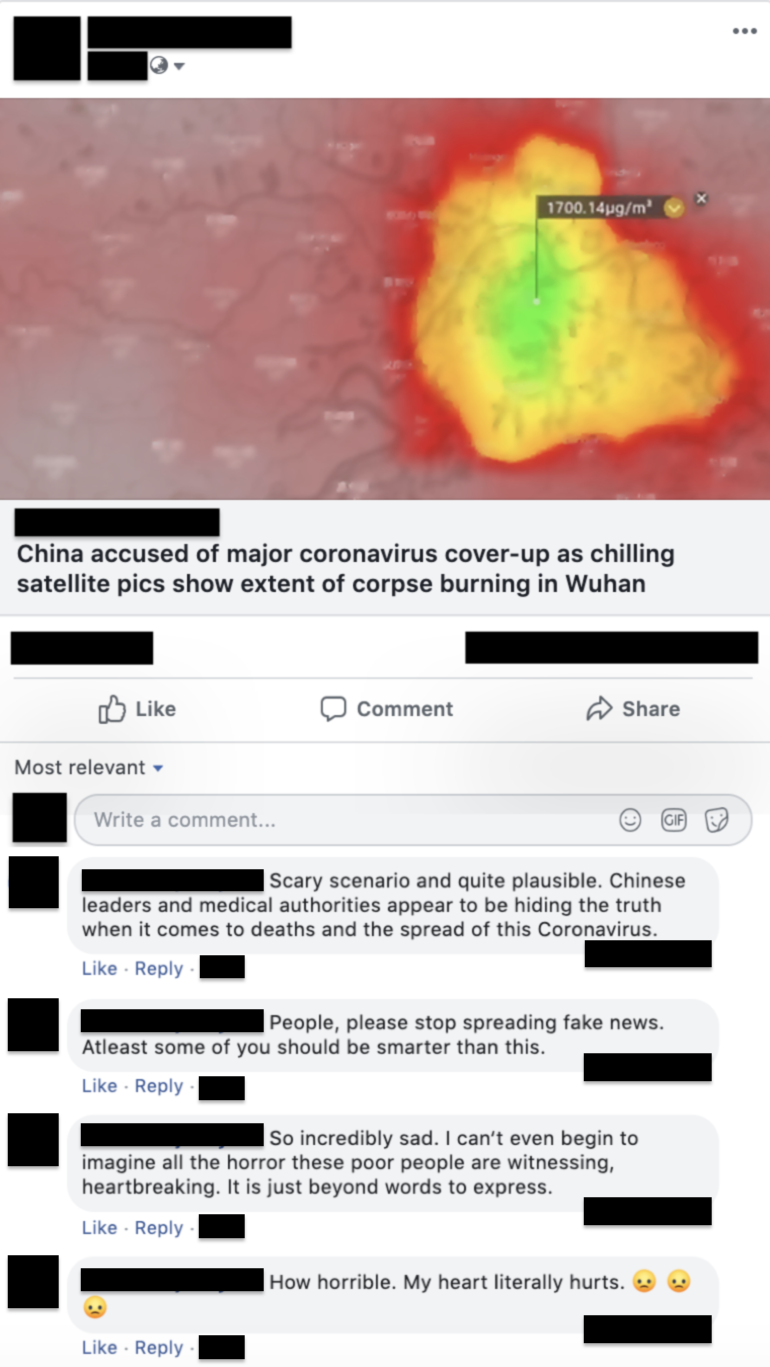 1700.14µg/m³
China accused of major coronavirus cover-up as chilling
satellite pics show extent of corpse burning in Wuhan
Like
Comment
Share
Most relevant
Write a comment...
GIF
Scary scenario and quite plausible. Chinese
leaders and medical authorities appear to be hiding the truth
when it comes to deaths and the spread of this Coronavirus.
Like · Reply ·
People, please stop spreading fake news.
Atleast some of you should be smarter than this.
Like · Reply ·
So incredibly sad. I can’t even begin to
imagine all the horror these poor people are witnessing,
heartbreaking. It is just beyond words to express.
Like · Reply ·
How horrible. My heart literally hurts. 😞 😞
😞
Like · Reply ·